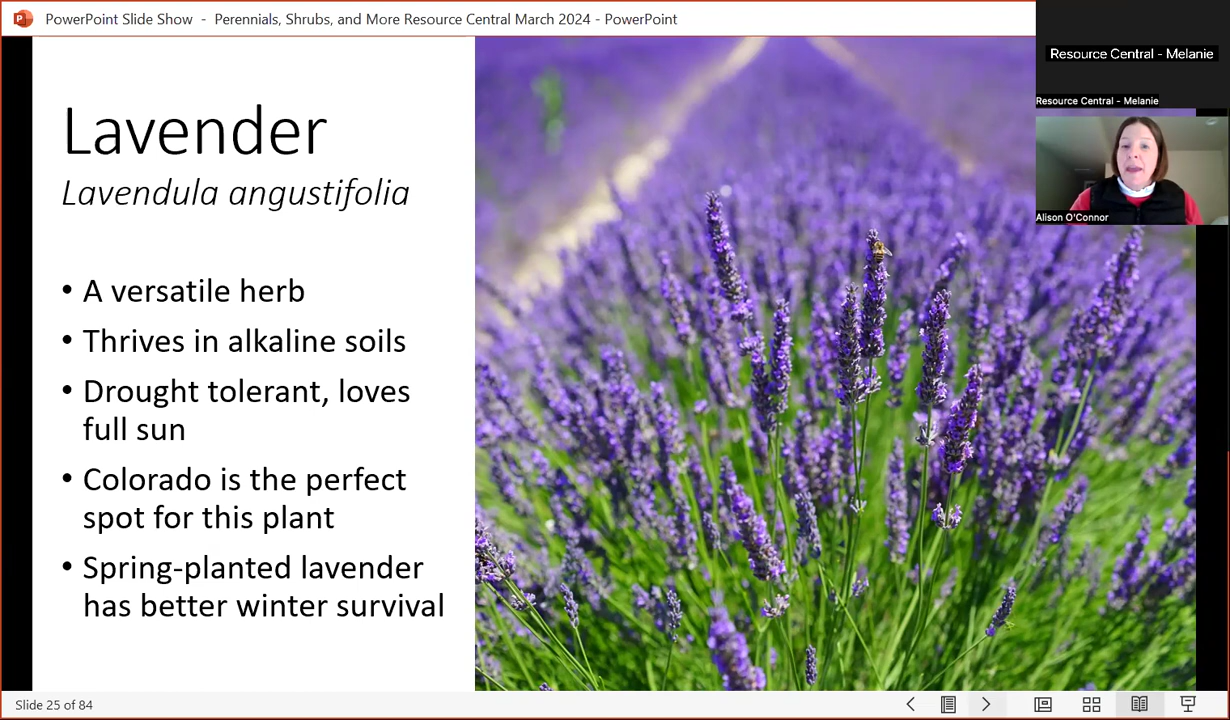 PowerPoint Slide Show - Perennials, Shrubs, and More Resource Central March 2024 - PowerPoint
Resource Central - Melanie
Resource Central - Melanie
Alison O'Connor
Lavender
Lavendula angustifolia
• A versatile herb
• Thrives in alkaline soils
• Drought tolerant, loves
full sun
• Colorado is the perfect
spot for this plant
• Spring-planted lavender
has better winter survival
Slide 25 of 84